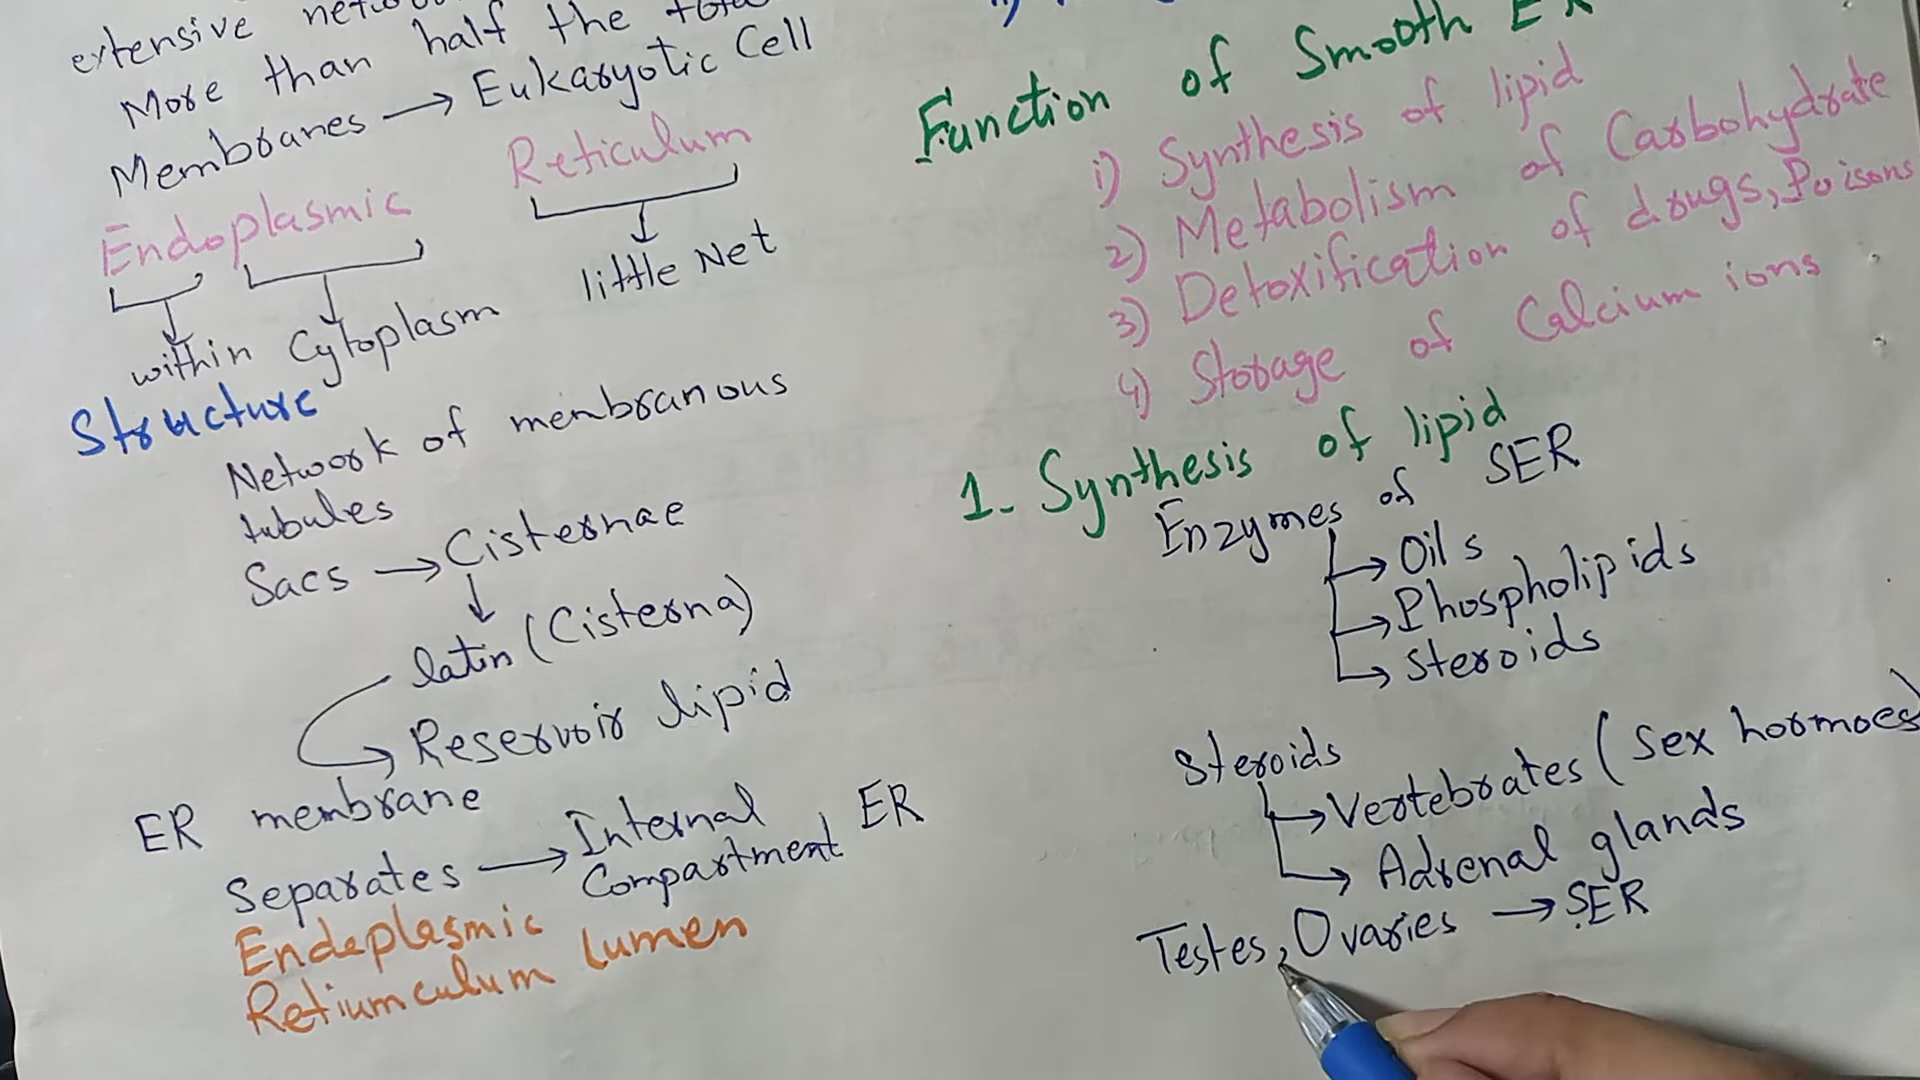 extensive
More than half the total
Membranes → Eukaryotic Cell
Endoplasmic Reticulum
within Cytoplasm little Net
Structure
Network of membranous
tubules
Sacs → Cisternae
latin (Cisterna)
Reservoir lipid
ER membrane
Separates → Internal
Compartment ER
Endeplasmic
Retiumculum lumen
Function of Smooth ER
1) Synthesis of lipid
2) Metabolism of Carbohydrate
3) Detoxification of drugs, Poisons
4) Storage of Calcium ions
1- Synthesis of lipid
Enzymes of SER
→ Oils
→ Phospholipids
→ Steroids
Steroids
→ Vertebrates (Sex hormoes)
→ Adrenal glands
Testes, Ovaries → SER